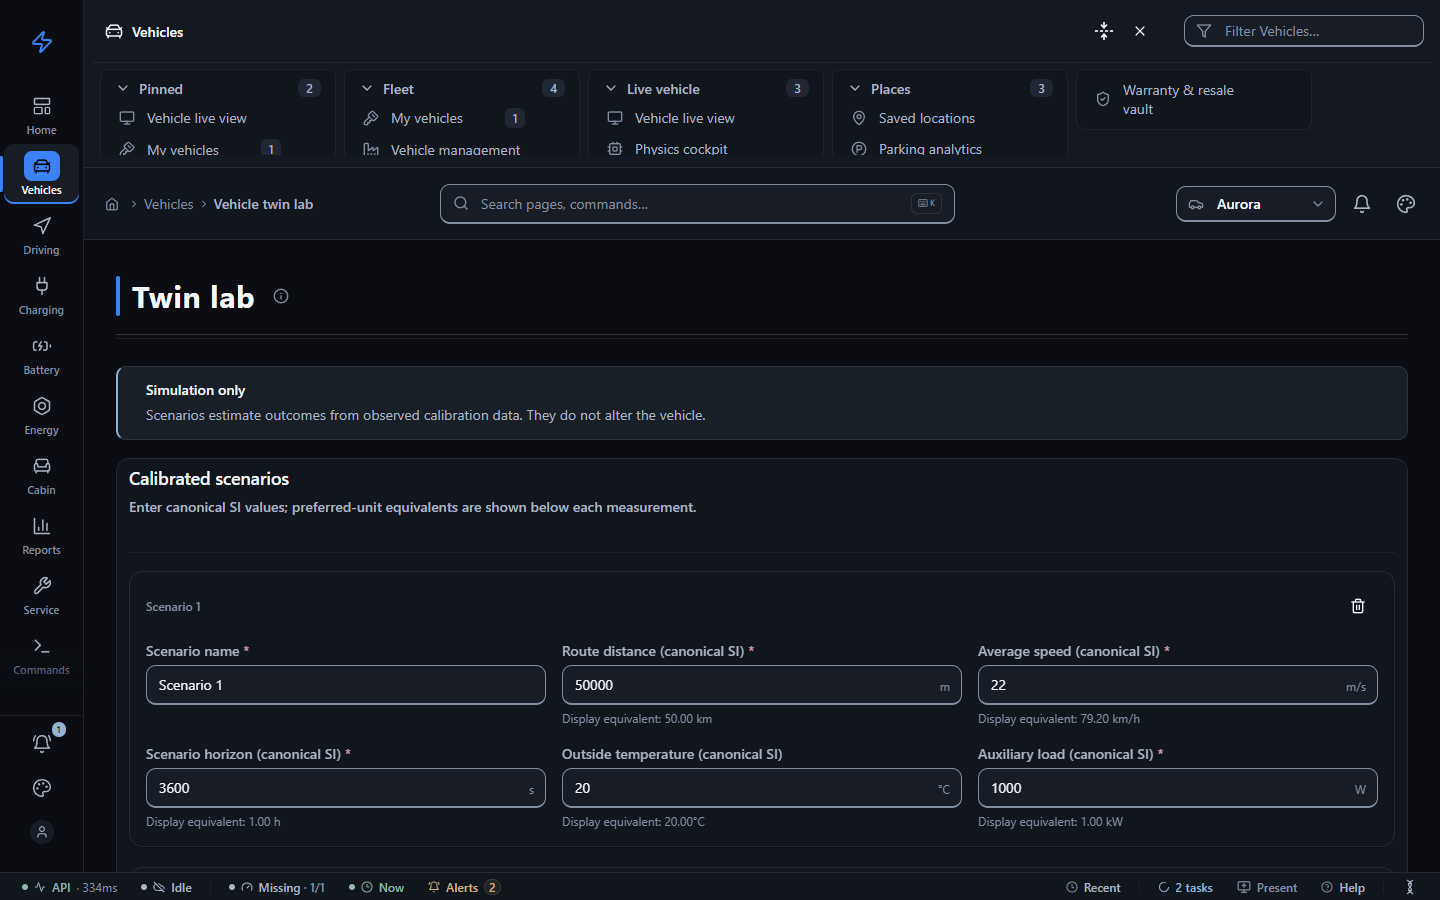 Vehicles
Filter Vehicles...
Pinned 2
Vehicle live view
My vehicles 1
Fleet 4
My vehicles 1
Vehicle management
Live vehicle 3
Vehicle live view
Physics cockpit
Places 3
Saved locations
Parking analytics
Warranty & resale
vault
Home
Vehicles
Driving
Charging
Battery
Energy
Cabin
Reports
Service
Commands
1
Vehicles
Vehicle twin lab
Search pages, commands...
K
Aurora
Twin lab
Simulation only
Scenarios estimate outcomes from observed calibration data. They do not alter the vehicle.
Calibrated scenarios
Enter canonical SI values; preferred-unit equivalents are shown below each measurement.
Scenario 1
Scenario name *
Scenario 1
Route distance (canonical SI) *
50000 m
Display equivalent: 50.00 km
Average speed (canonical SI) *
22 m/s
Display equivalent: 79.20 km/h
Scenario horizon (canonical SI) *
3600 s
Display equivalent: 1.00 h
Outside temperature (canonical SI)
20 °C
Display equivalent: 20.00°C
Auxiliary load (canonical SI) *
1000 W
Display equivalent: 1.00 kW
API · 334ms
Idle
Missing · 1/1
Now
Alerts 2
Recent
2 tasks
Present
Help